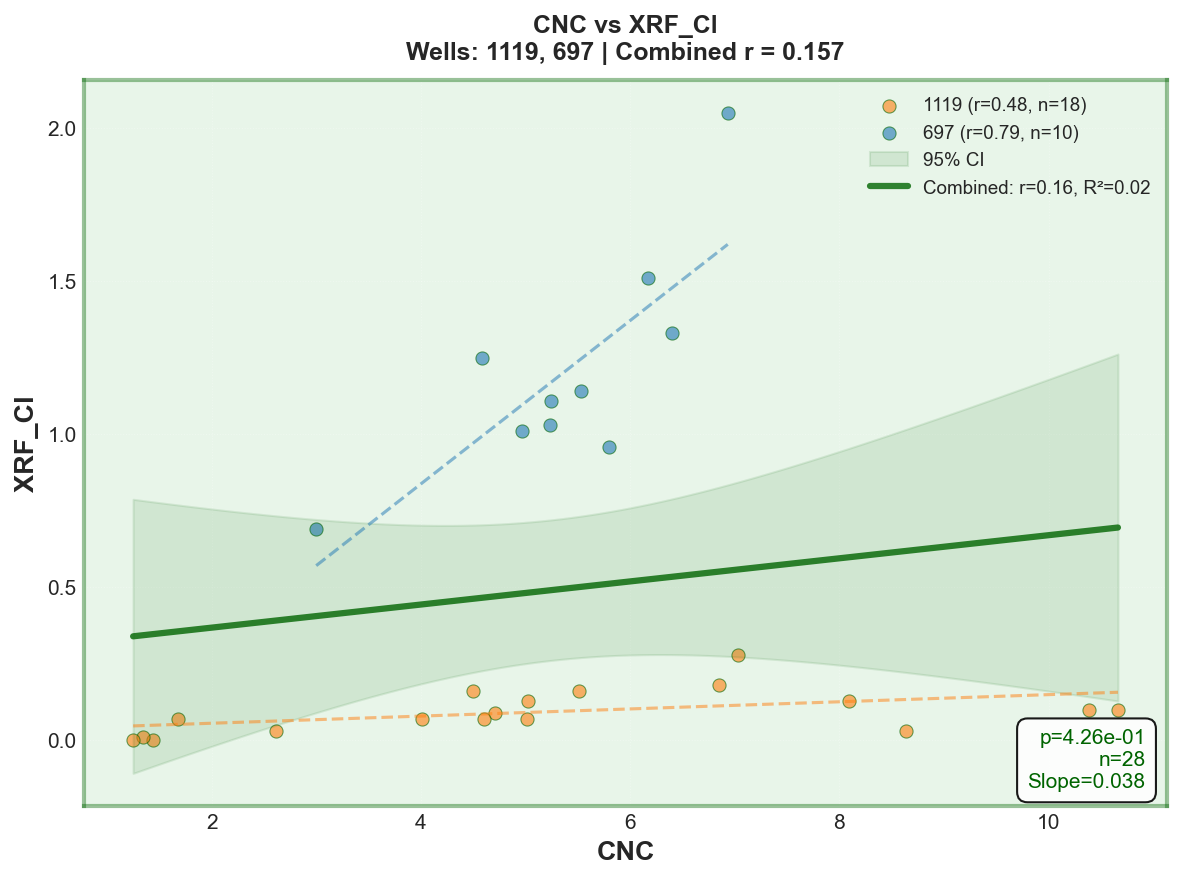 CNC vs XRF_Cl
Wells: 1119, 697 | Combined r = 0.157
1119 (r=0.48, n=18)
697 (r=0.79, n=10)
95% CI
Combined: r=0.16, R²=0.02
XRF_Cl
2.0
1.5
1.0
0.5
0.0
p=4.26e-01
n=28
Slope=0.038
2 4 6 8 10
CNC